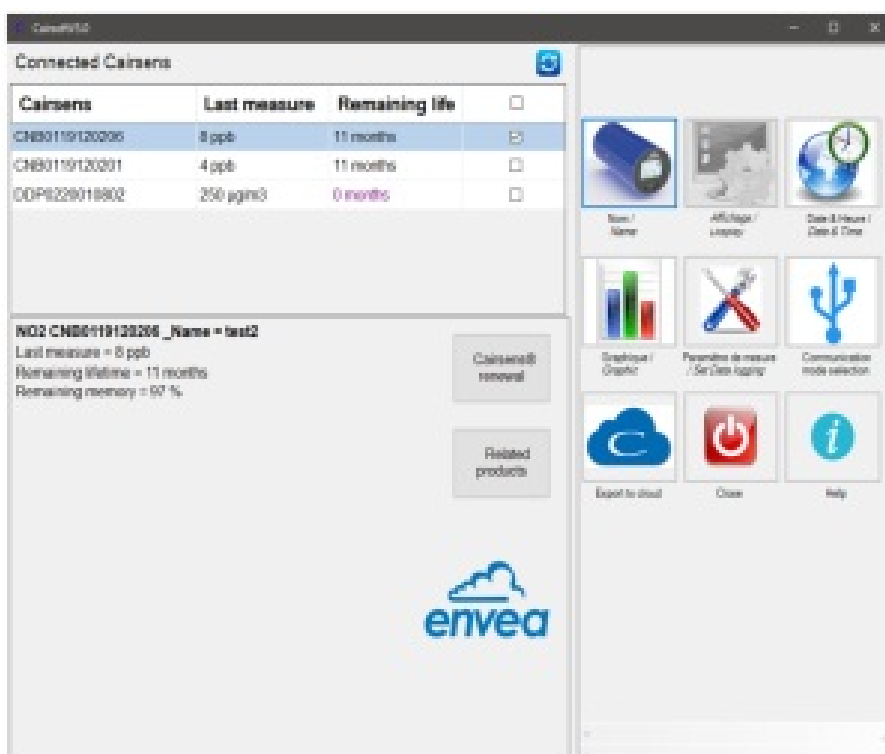 Connected Cairsens
Cairsens Last measure Remaining life
CNB0119120206 8 ppb 11 months
CNB0119120201 4 ppb 11 months
DDP0220010802 250 µg/m3 0 months
NO2 CNB0119120206 _Name = test2
Last measure = 8 ppb
Remaining lifetime = 11 months
Remaining memory = 97 %
Cairsens®
renewal
Related
products
envea
Nom /
Name
Affichage /
Date & Heure /
Date & Time
Graphique /
Graphic
Paramètre de mesure
/ Set Data logging
Communication
mode selection
C
Export to cloud
Close
i
Help